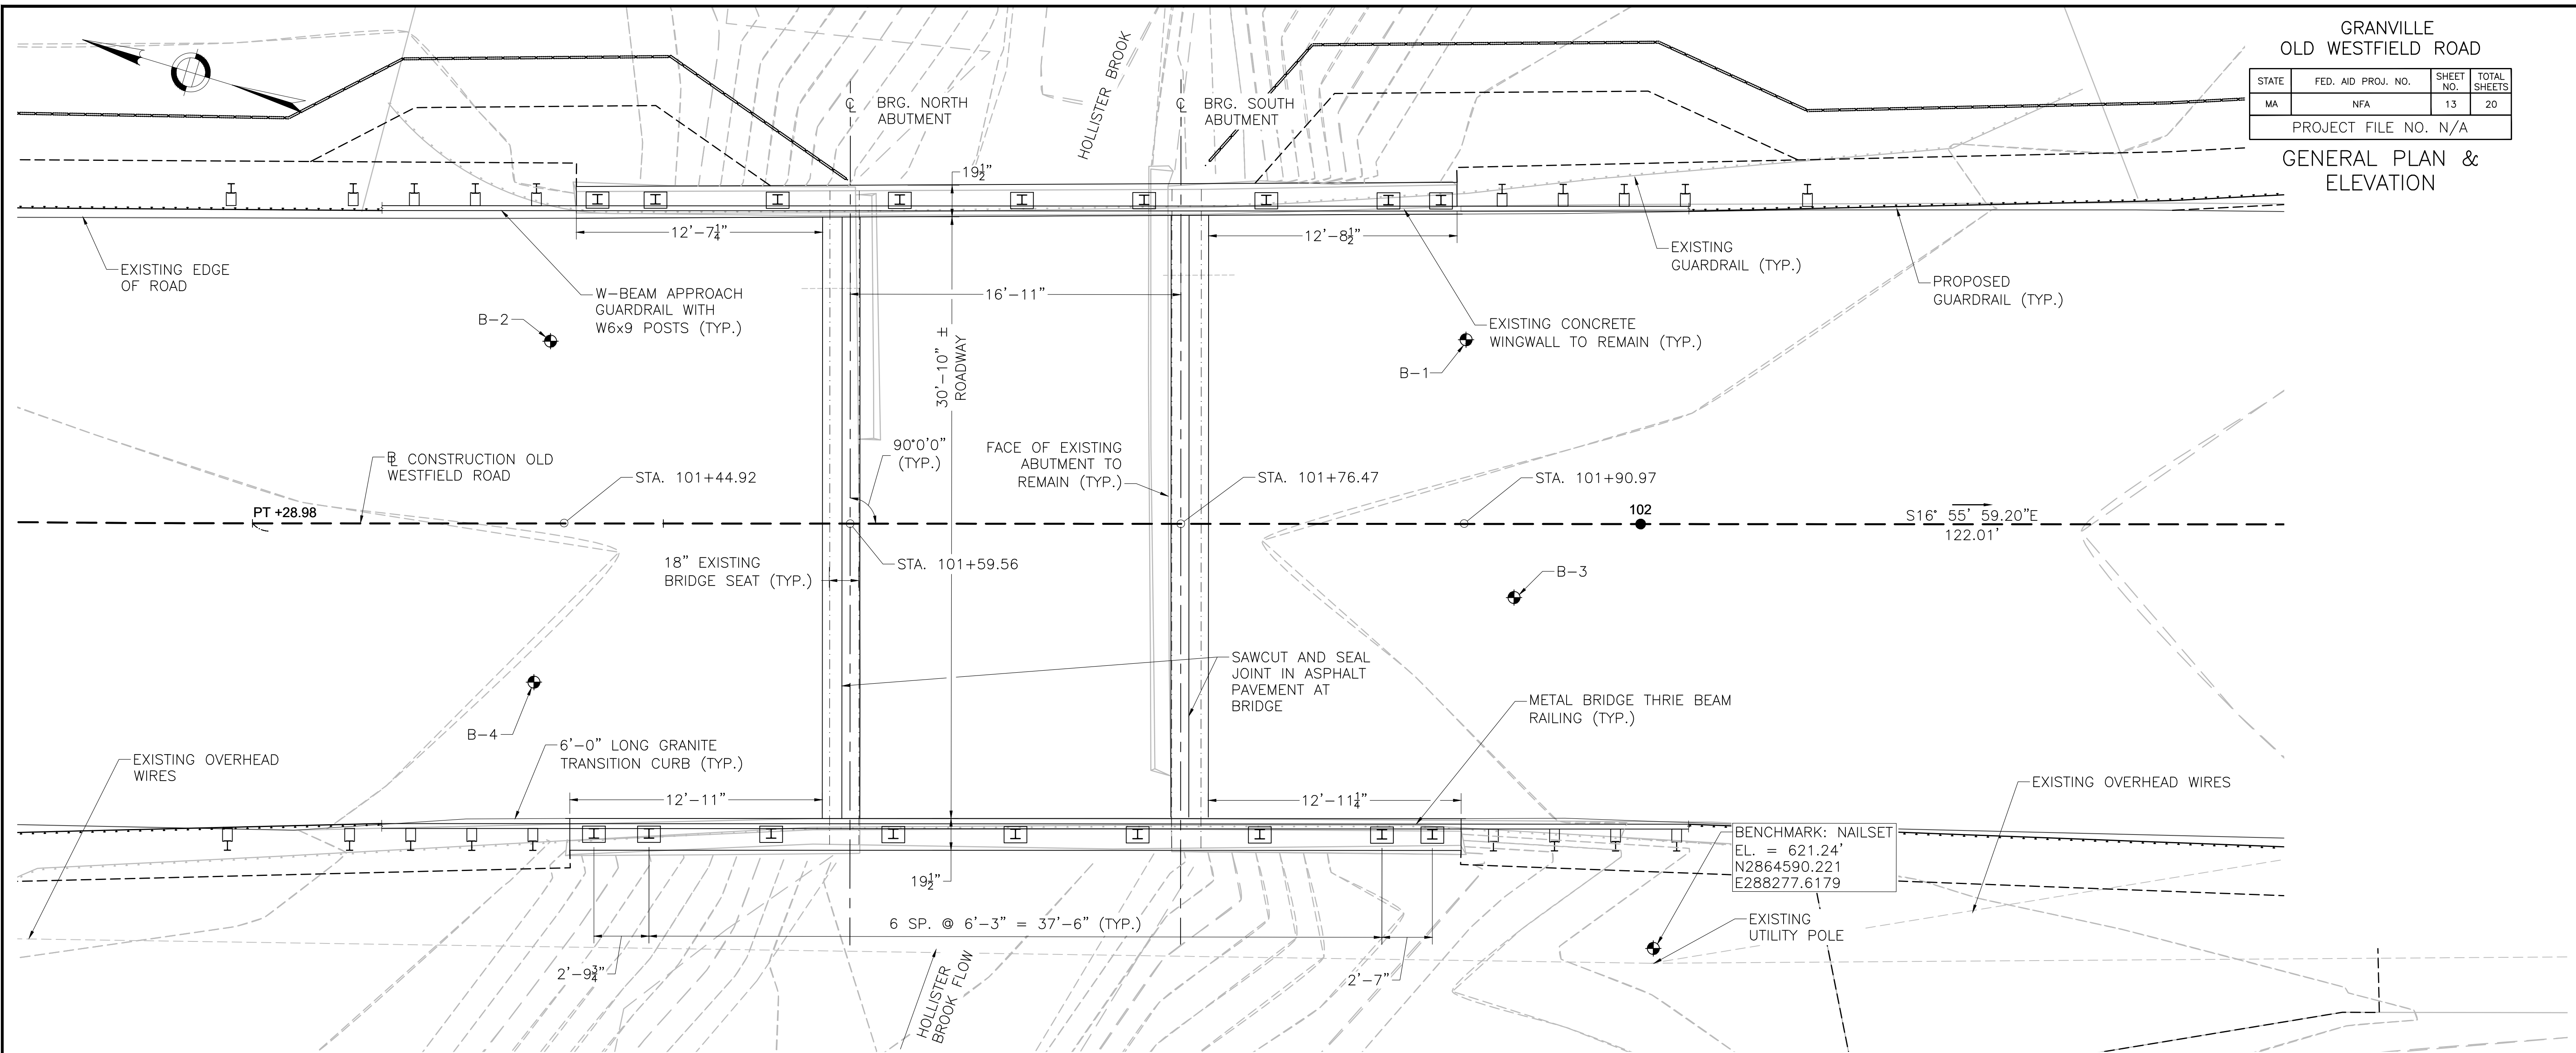 GRANVILLE
OLD WESTFIELD ROAD
STATE FED. AID PROJ. NO. SHEET NO. TOTAL SHEETS
MA NFA 13 20
PROJECT FILE NO. N/A
GENERAL PLAN &
ELEVATION
HOLLISTER BROOK
℄ BRG. NORTH
ABUTMENT
℄ BRG. SOUTH
ABUTMENT
19½"
12'-7¼"
12'-8½"
EXISTING EDGE
OF ROAD
W-BEAM APPROACH
GUARDRAIL WITH
W6x9 POSTS (TYP.)
16'-11"
EXISTING
GUARDRAIL (TYP.)
PROPOSED
GUARDRAIL (TYP.)
B-2
30'-10" ±
ROADWAY
EXISTING CONCRETE
WINGWALL TO REMAIN (TYP.)
B-1
90°0'0"
(TYP.)
FACE OF EXISTING
ABUTMENT TO
REMAIN (TYP.)
BL CONSTRUCTION OLD
WESTFIELD ROAD
STA. 101+44.92
STA. 101+76.47
STA. 101+90.97
PT +28.98
102
S16° 55' 59.20"E
122.01'
18" EXISTING
BRIDGE SEAT (TYP.)
STA. 101+59.56
B-3
SAWCUT AND SEAL
JOINT IN ASPHALT
PAVEMENT AT
BRIDGE
METAL BRIDGE THRIE BEAM
RAILING (TYP.)
B-4
6'-0" LONG GRANITE
TRANSITION CURB (TYP.)
EXISTING OVERHEAD
WIRES
EXISTING OVERHEAD WIRES
12'-11"
12'-11¼"
BENCHMARK: NAILSET
EL. = 621.24'
N2864590.221
E288277.6179
19½"
6 SP. @ 6'-3" = 37'-6" (TYP.)
EXISTING
UTILITY POLE
2'-9¾"
2'-7"
HOLLISTER
BROOK FLOW